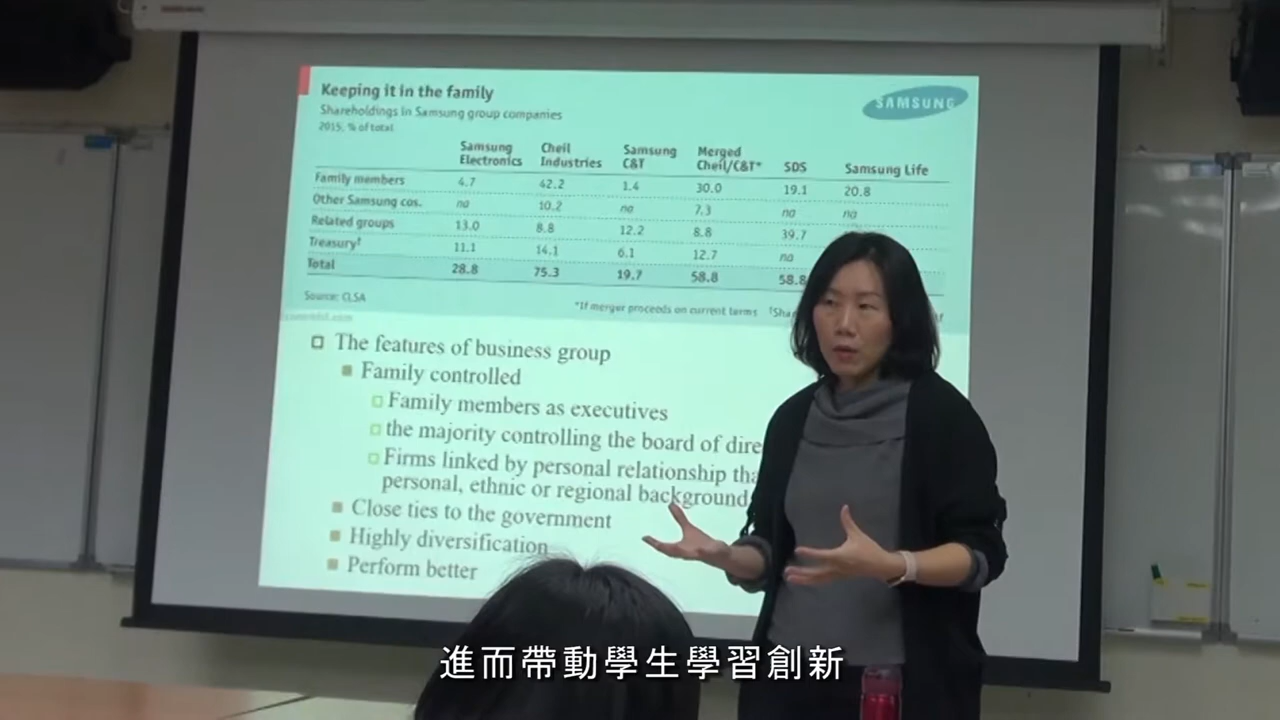 Keeping it in the family
SAMSUNG
Shareholdings in Samsung group companies
2015, % of total
Samsung Electronics Cheil Industries Samsung C&T Merged Cheil/C&T* SDS Samsung Life
Family members 4.7 42.2 1.4 30.0 19.1 20.8
Other Samsung cos. na 10.2 na 7.3 na na
Related groups 13.0 8.8 12.2 8.8 39.7
Treasury† 11.1 14.1 6.1 12.7 na
Total 28.8 75.3 19.7 58.8 58.8
Source: CLSA
*If merger proceeds on current terms
The features of business group
Family controlled
Family members as executives
the majority controlling the board of
Firms linked by personal relationship
personal, ethnic or regional background
Close ties to the government
Highly diversification
Perform better
進而帶動學生學習創新